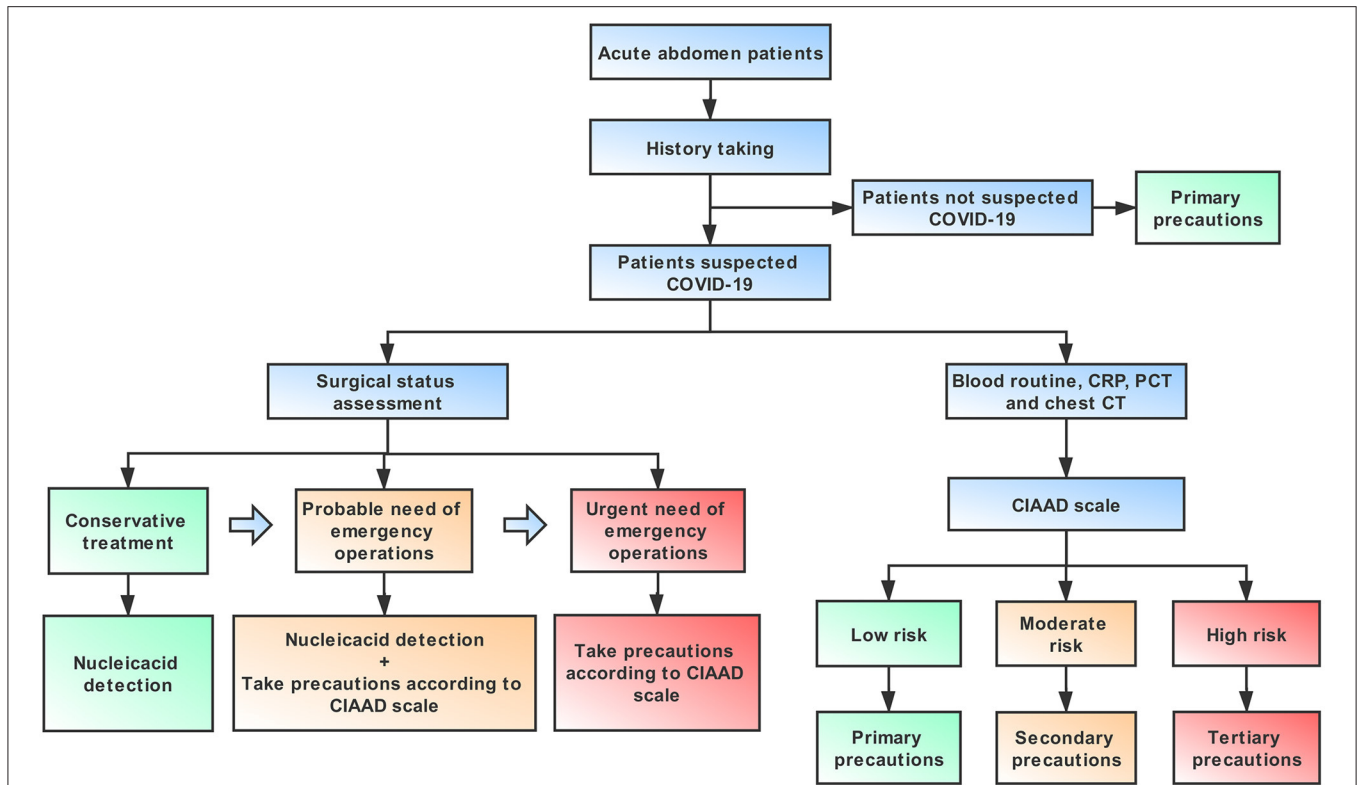 Acute abdomen patients
History taking
Patients not suspected
COVID-19
Primary
precautions
Patients suspected
COVID-19
Surgical status
assessment
Blood routine, CRP, PCT
and chest CT
Conservative
treatment
Probable need of
emergency
operations
Urgent need of
emergency
operations
CIAAD scale
Nucleicacid
detection
Nucleicacid detection
+
Take precautions according to
CIAAD scale
Take precautions
according to CIAAD
scale
Low risk
Moderate
risk
High risk
Primary
precautions
Secondary
precautions
Tertiary
precautions